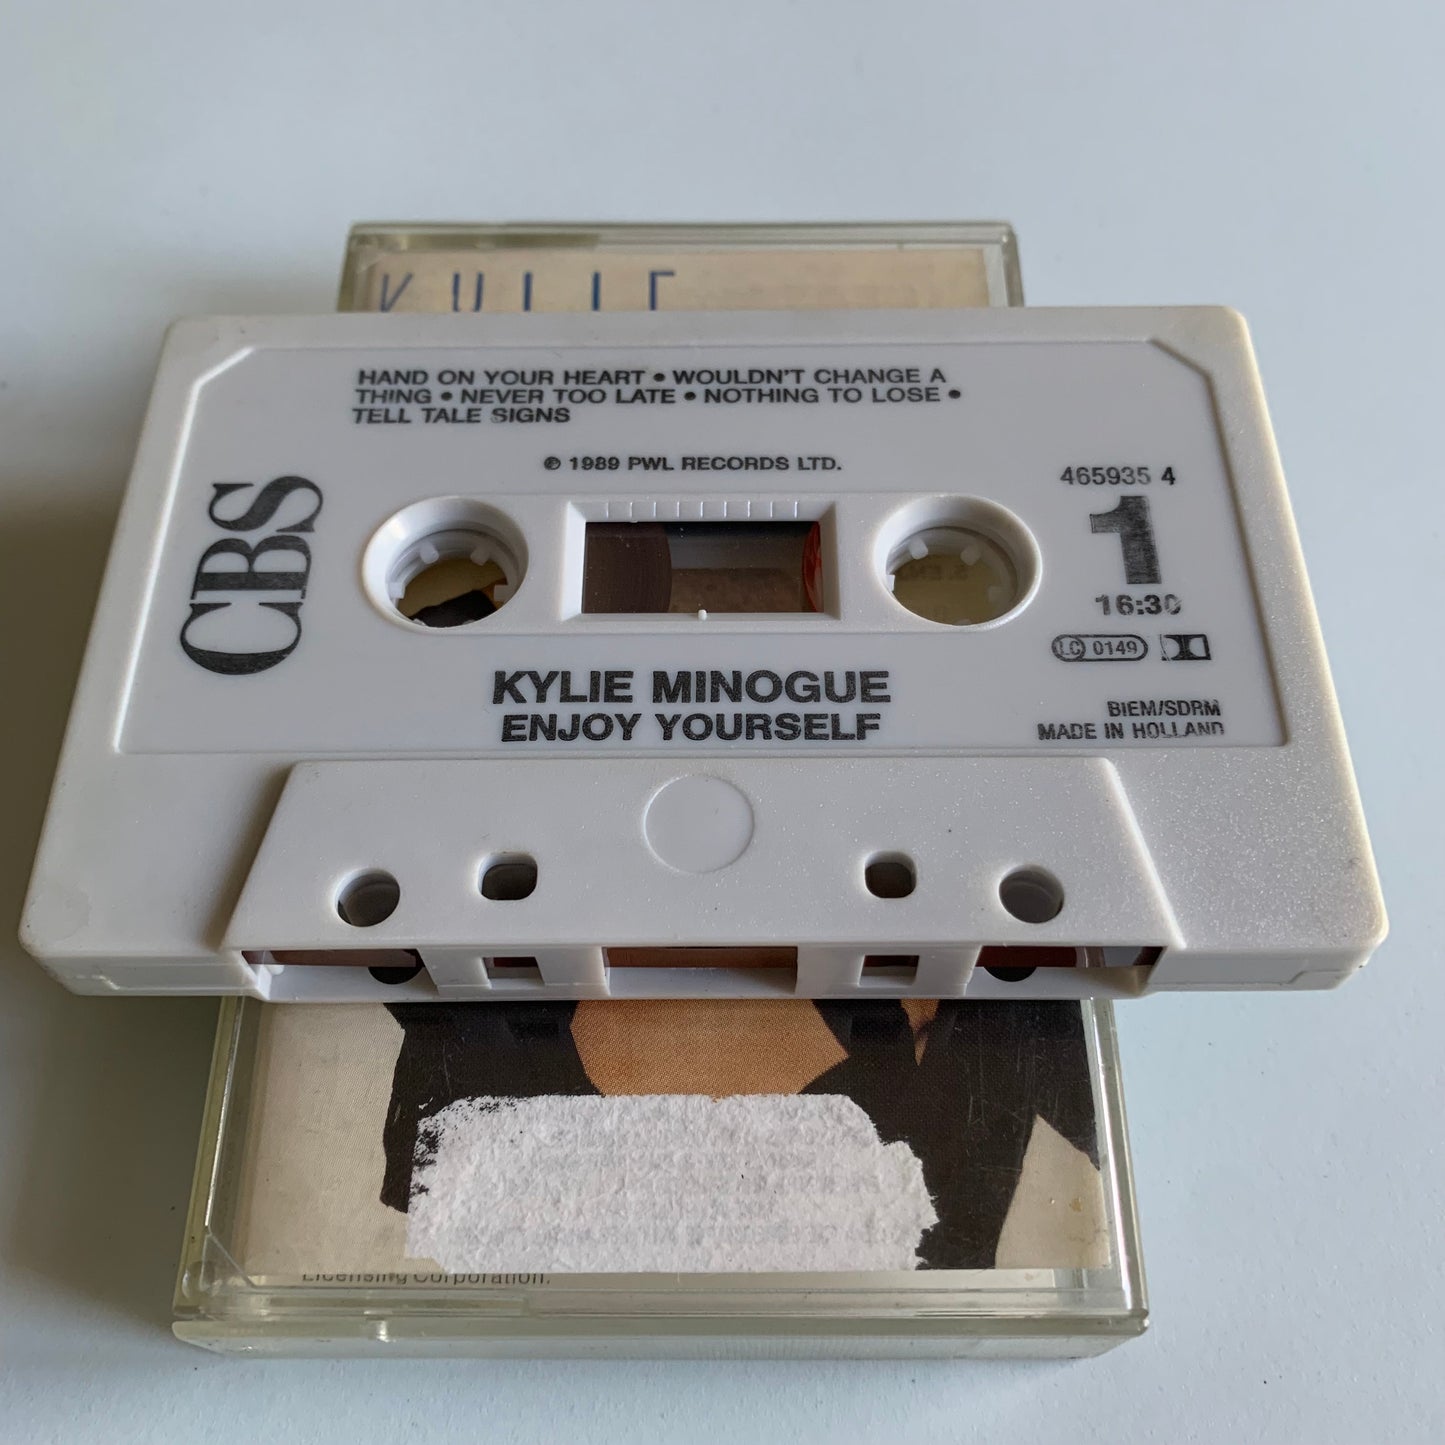 KYLIE
HAND ON YOUR HEART • WOULDN'T CHANGE A
THING • NEVER TOO LATE • NOTHING TO LOSE •
TELL TALE SIGNS
℗ 1989 PWL RECORDS LTD.
CBS
465935 4
1
16:30
LC 0149
KYLIE MINOGUE
ENJOY YOURSELF
BIEM/SDRM
MADE IN HOLLAND
Licensing Corporation.